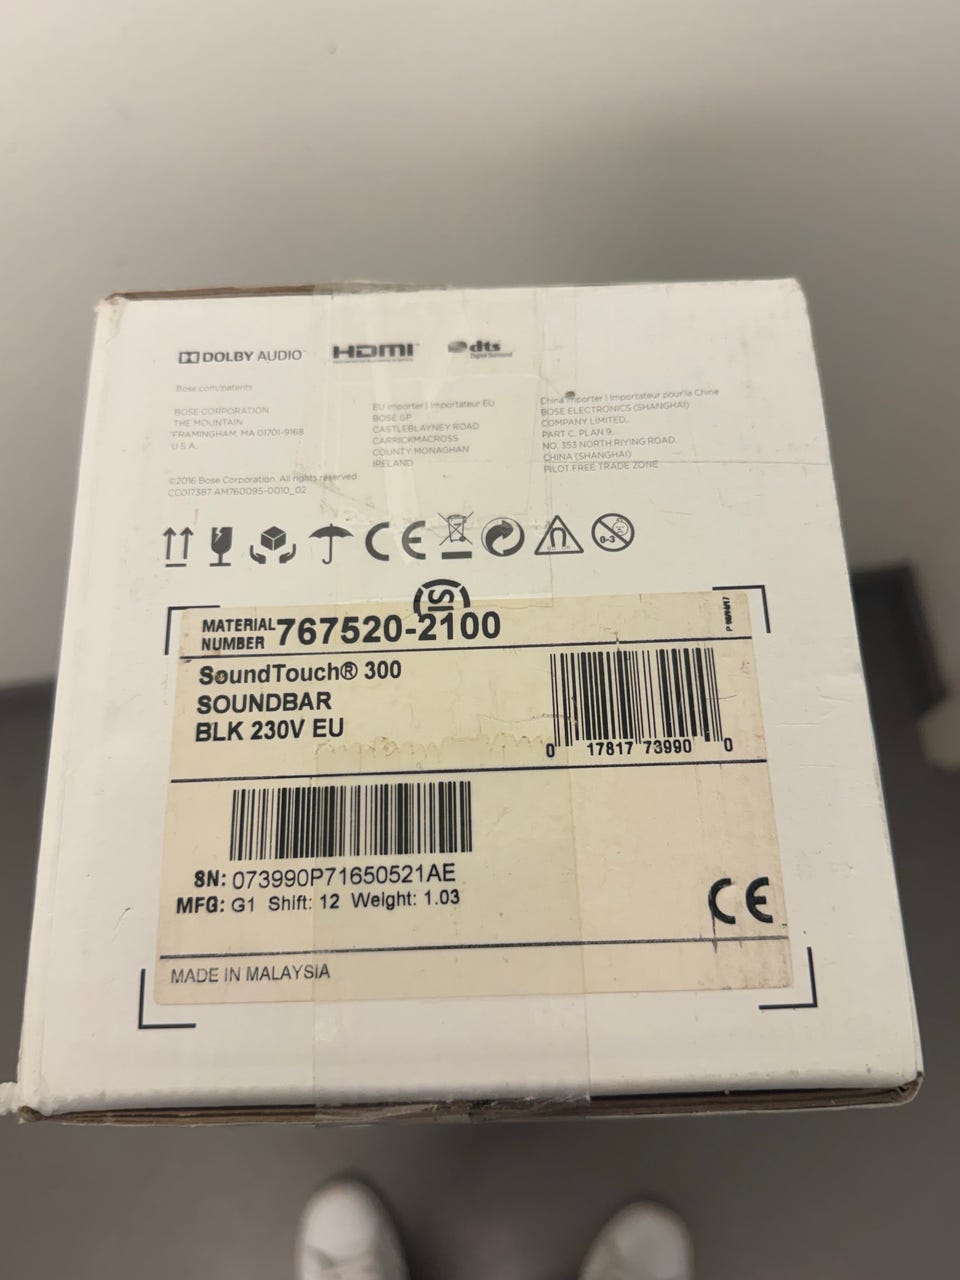 DOLBY AUDIO™ HDMI™ dts Digital Surround
Bose.com/patents
BOSE CORPORATION
THE MOUNTAIN
FRAMINGHAM, MA 01701-9168
U.S.A.
EU importer | Importateur EU
BOSE GP
CASTLEBLAYNEY ROAD
CARRICKMACROSS
COUNTY MONAGHAN
IRELAND
China importer | Importateur pour la Chine
BOSE ELECTRONICS (SHANGHAI)
COMPANY LIMITED,
PART C, PLAN 9,
NO. 353 NORTH RIYING ROAD,
CHINA (SHANGHAI)
PILOT FREE TRADE ZONE
©2016 Bose Corporation. All rights reserved.
CC017387 AM760095-0010_02
CE 0-3
MATERIAL NUMBER 767520-2100
SoundTouch® 300
SOUNDBAR
BLK 230V EU
0 17817 73990 0
SN: 073990P71650521AE
MFG: G1 Shift: 12 Weight: 1.03
CE
MADE IN MALAYSIA